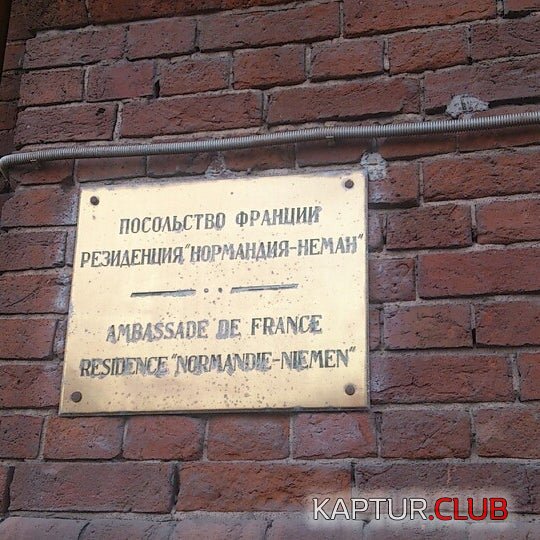 ПОСОЛЬСТВО ФРАНЦИИ
РЕЗИДЕНЦИЯ "НОРМАНДИЯ-НЕМАН"
AMBASSADE DE FRANCE
RESIDENCE "NORMANDIE-NIEMEN"
KAPTUR.CLUB